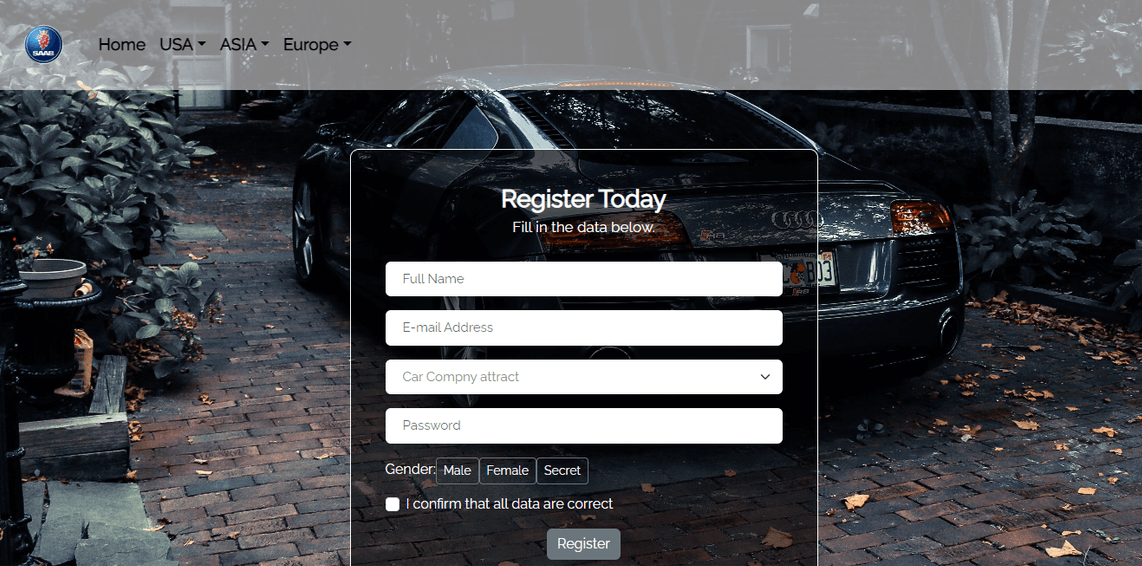 SAAB
Home USA ASIA Europe
Register Today
Fill in the data below.
Full Name
E-mail Address
Car Compny attract
Password
Gender: Male Female Secret
I confirm that all data are correct
Register